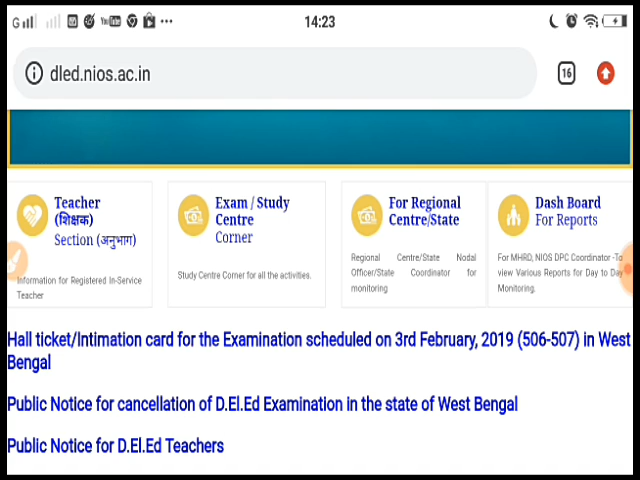 G 14:23
dled.nios.ac.in 16
Teacher
(शिक्षक)
Section (अनुभाग)
Information for Registered In-Service
Teacher
Exam / Study
Centre
Corner
Study Centre Corner for all the activities.
For Regional
Centre/State
Regional Centre/State Nodal
Officer/State Coordinator for
monitoring
Dash Board
For Reports
For MHRD, NIOS DPC Coordinator -To
view Various Reports for Day to Day
Monitoring.
Hall ticket/Intimation card for the Examination scheduled on 3rd February, 2019 (506-507) in West
Bengal
Public Notice for cancellation of D.El.Ed Examination in the state of West Bengal
Public Notice for D.El.Ed Teachers